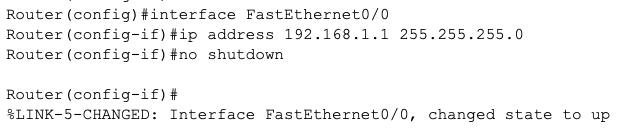 Router(config)#interface FastEthernet0/0
Router(config-if)#ip address 192.168.1.1 255.255.255.0
Router(config-if)#no shutdown
Router(config-if)#
%LINK-5-CHANGED: Interface FastEthernet0/0, changed state to up